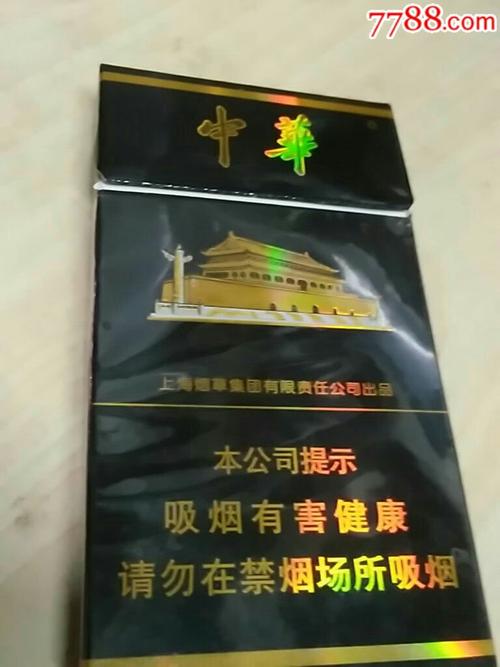 7788.com
中華
上海烟草集团有限责任公司出品
本公司提示
吸烟有害健康
请勿在禁烟场所吸烟